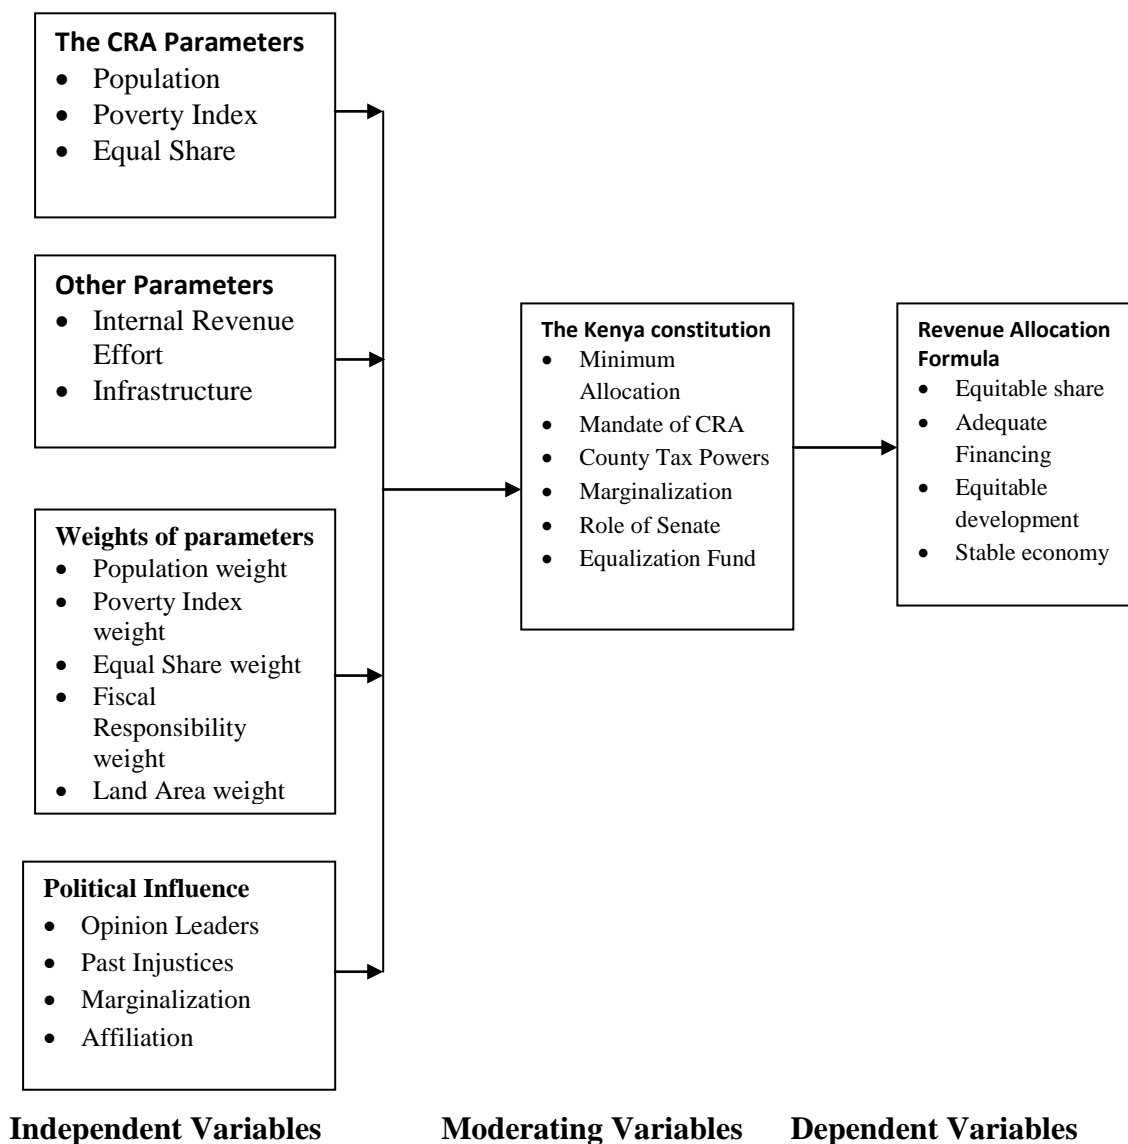 The CRA Parameters
• Population
• Poverty Index
• Equal Share
Other Parameters
• Internal Revenue
Effort
• Infrastructure
Weights of parameters
• Population weight
• Poverty Index
weight
• Equal Share weight
• Fiscal
Responsibility
weight
• Land Area weight
Political Influence
• Opinion Leaders
• Past Injustices
• Marginalization
• Affiliation
The Kenya constitution
• Minimum
Allocation
• Mandate of CRA
• County Tax Powers
• Marginalization
• Role of Senate
• Equalization Fund
Revenue Allocation
Formula
• Equitable share
• Adequate
Financing
• Equitable
development
• Stable economy
Independent Variables
Moderating Variables
Dependent Variables